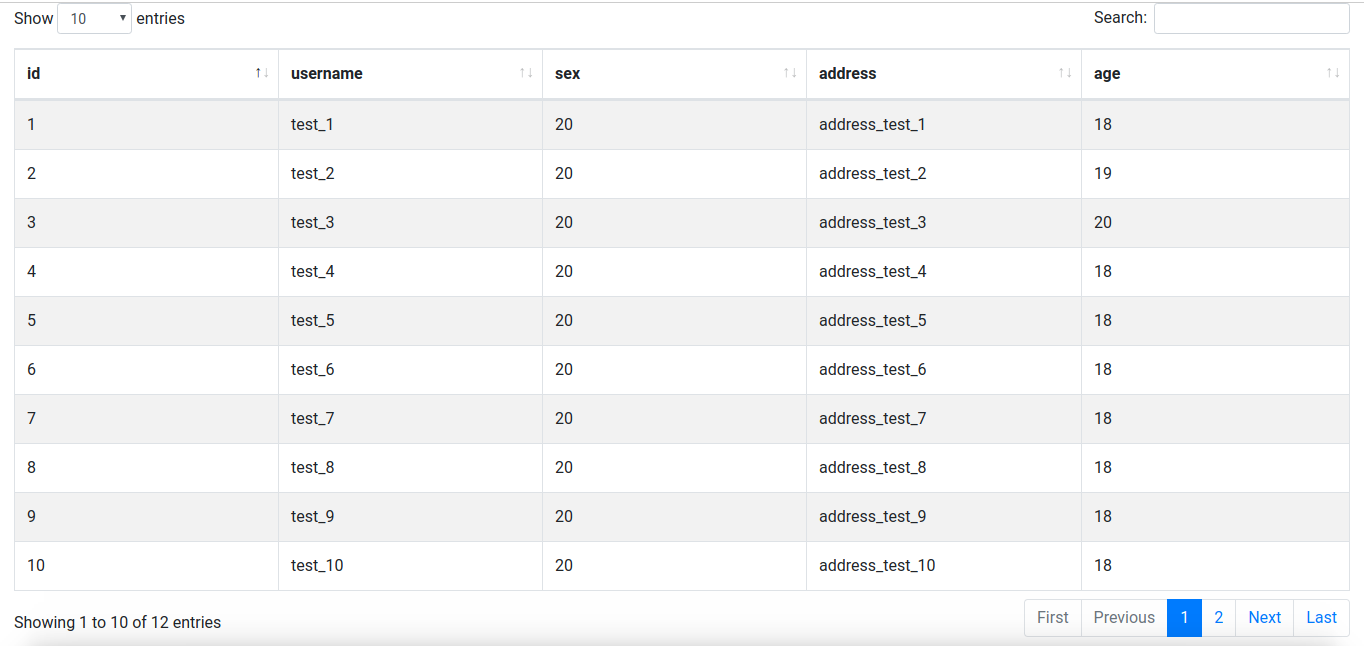 Show 10 entries Search:
id username sex address age
1 test_1 20 address_test_1 18
2 test_2 20 address_test_2 19
3 test_3 20 address_test_3 20
4 test_4 20 address_test_4 18
5 test_5 20 address_test_5 18
6 test_6 20 address_test_6 18
7 test_7 20 address_test_7 18
8 test_8 20 address_test_8 18
9 test_9 20 address_test_9 18
10 test_10 20 address_test_10 18
Showing 1 to 10 of 12 entries First Previous 1 2 Next Last